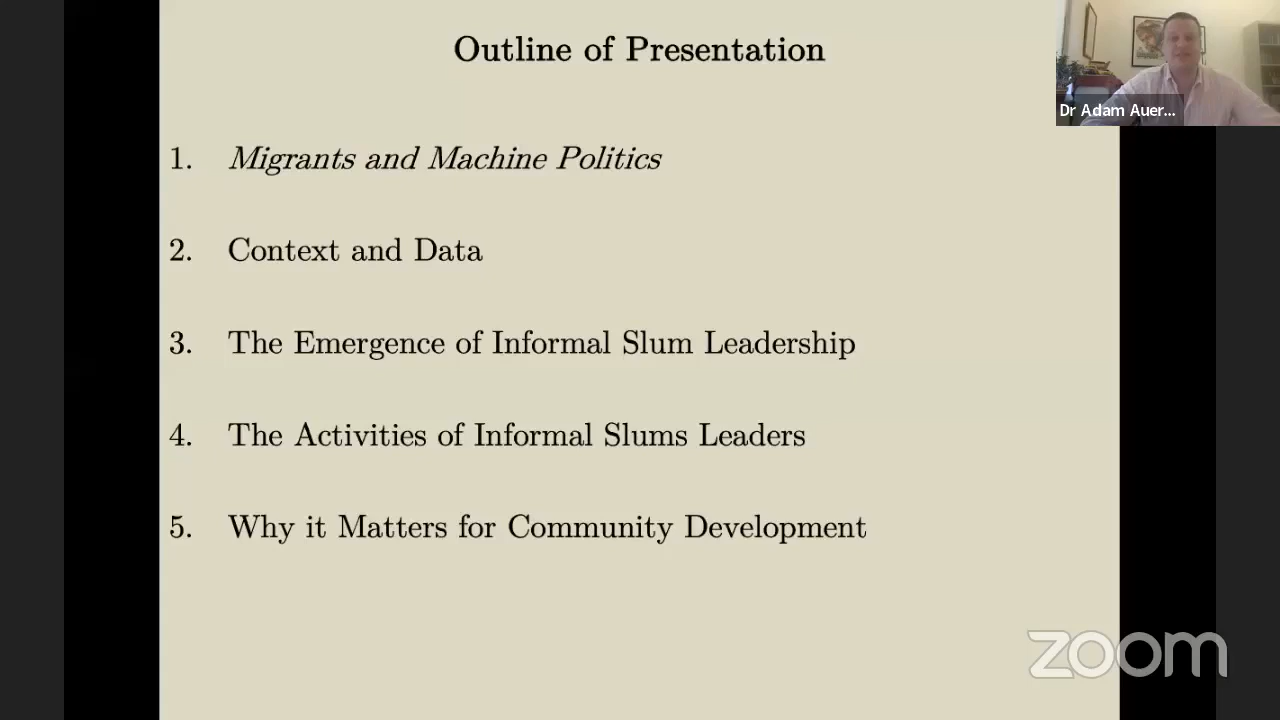 Outline of Presentation
Dr Adam Auer...
1. Migrants and Machine Politics
2. Context and Data
3. The Emergence of Informal Slum Leadership
4. The Activities of Informal Slums Leaders
5. Why it Matters for Community Development
zoom